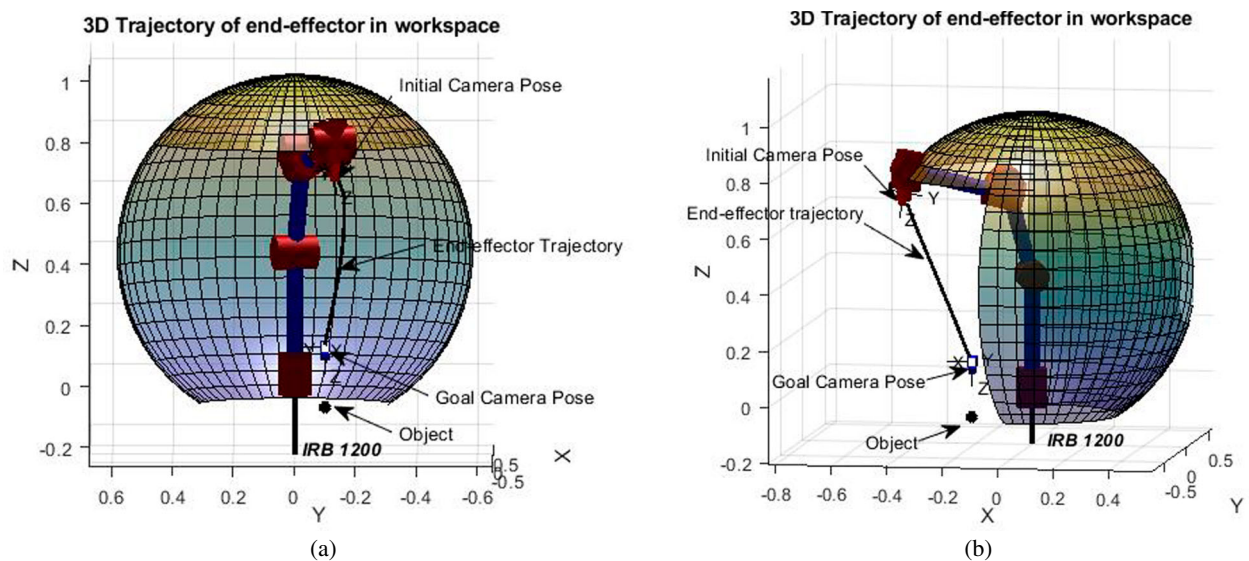 3D Trajectory of end-effector in workspace
1
0.8
0.6
0.4
0.2
0
-0.2
Z
Initial Camera Pose
End-effector Trajectory
X
Y
X
Z
Goal Camera Pose
Object
IRB 1200
0.5
0
-0.5
X
0.6
0.4
0.2
0
-0.2
-0.4
-0.6
Y
(a)
3D Trajectory of end-effector in workspace
1
0.8
0.6
0.4
0.2
0
-0.2
Z
Initial Camera Pose
Y
Z
End-effector trajectory
X
Y
Goal Camera Pose
Z
Object
IRB 1200
0.5
0
-0.5
Y
-0.8
-0.6
-0.4
-0.2
0
0.2
0.4
X
(b)